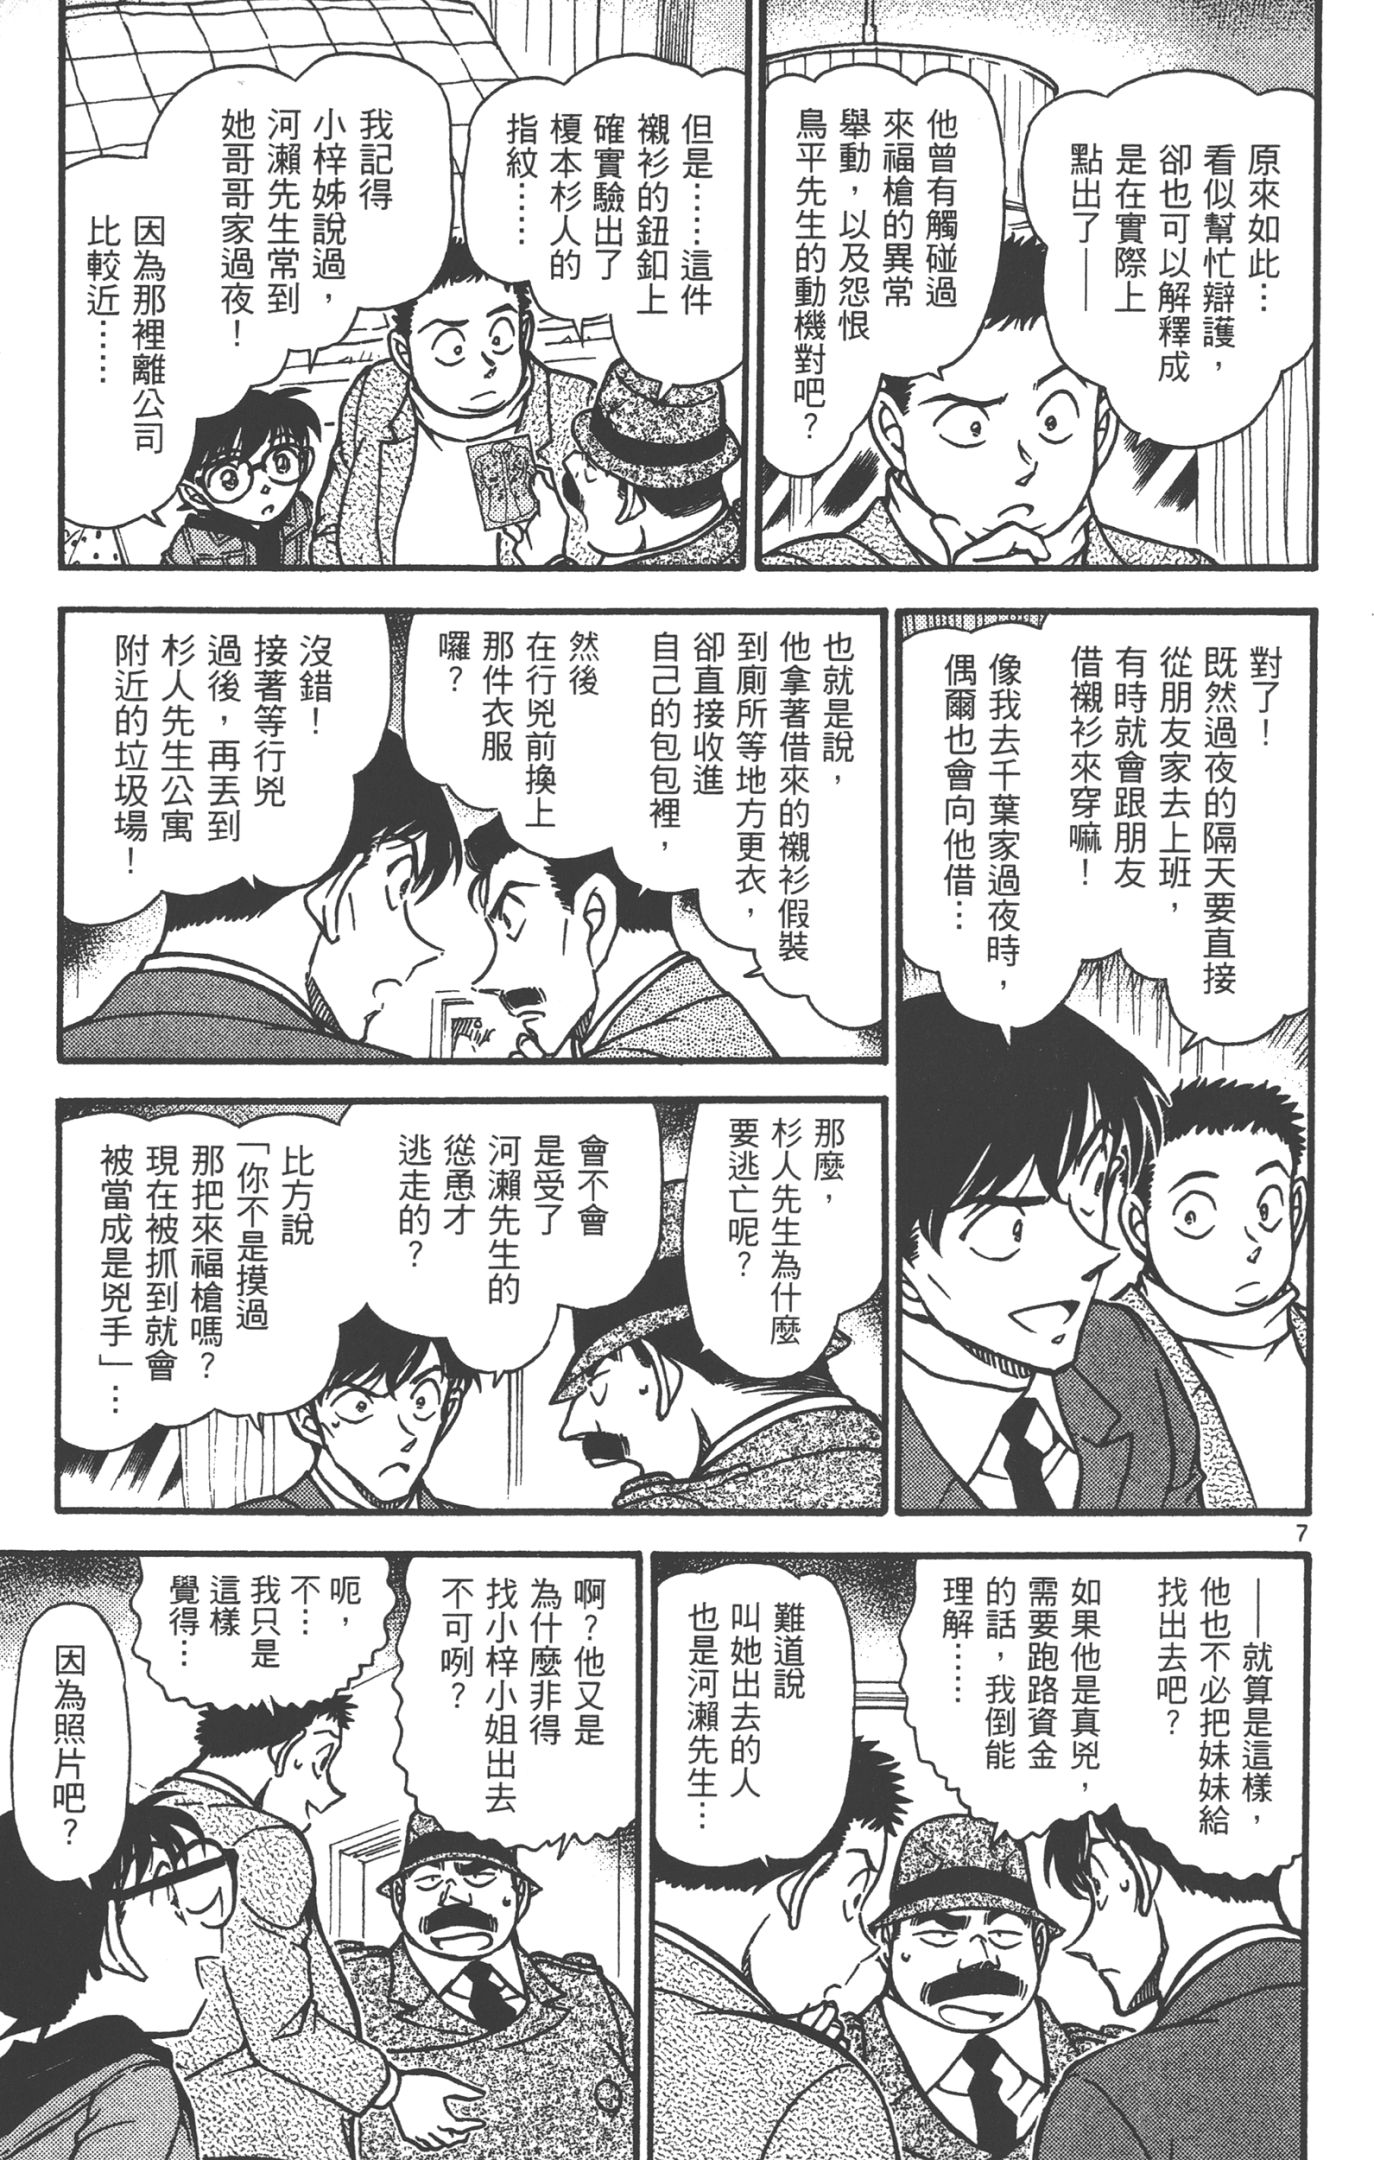 原來如此…
看似幫忙辯護，
卻也可以解釋成
是在實際上
點出了——
他曾有觸碰過
來福槍的異常
舉動，以及怨恨
鳥平先生的動機對吧？
但是……這件
襯衫的鈕釦上
確實驗出了
榎本杉人的
指紋……
我記得
小梓姊說過，
河瀨先生常到
她哥哥家過夜！
因為那裡離公司
比較近……
對了！
既然過夜的隔天要直接
從朋友家去上班，
有時就會跟朋友
借襯衫來穿嘛！
像我去千葉家過夜時，
偶爾也會向他借…
也就是說，
他拿著借來的襯衫假裝
到廁所等地方更衣，
卻直接收進
自己的包包裡，
然後
在行兇前換上
那件衣服
囉？
沒錯！
接著等行兇
過後，再丟到
杉人先生公寓
附近的垃圾場！
那麼，
杉人先生為什麼
要逃亡呢？
會不會
是受了
河瀨先生的
慫恿才
逃走的？
比方說
「你不是摸過
那把來福槍嗎？
現在被抓到就會
被當成是兇手」…
7
——就算是這樣，
他也不必把妹妹給
找出去吧？
如果他是真兇，
需要跑路資金
的話，我倒能
理解……
難道說
叫她出去的人
也是河瀨先生…
啊？他又是
為什麼非得
找小梓小姐出去
不可咧？
呃，
不…
我只是
這樣
覺得…
因為照片吧？